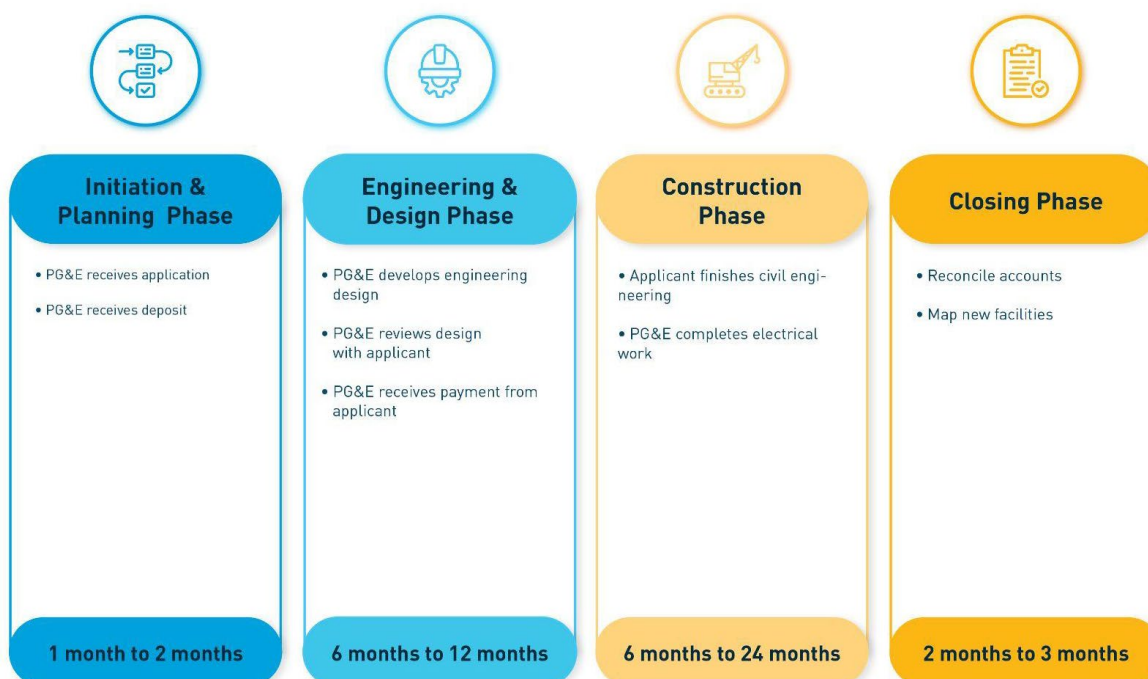 Initiation &
Planning Phase
• PG&E receives application
• PG&E receives deposit
1 month to 2 months
Engineering &
Design Phase
• PG&E develops engineering
design
• PG&E reviews design
with applicant
• PG&E receives payment from
applicant
6 months to 12 months
Construction
Phase
• Applicant finishes civil engi-
neering
• PG&E completes electrical
work
6 months to 24 months
Closing Phase
• Reconcile accounts
• Map new facilities
2 months to 3 months